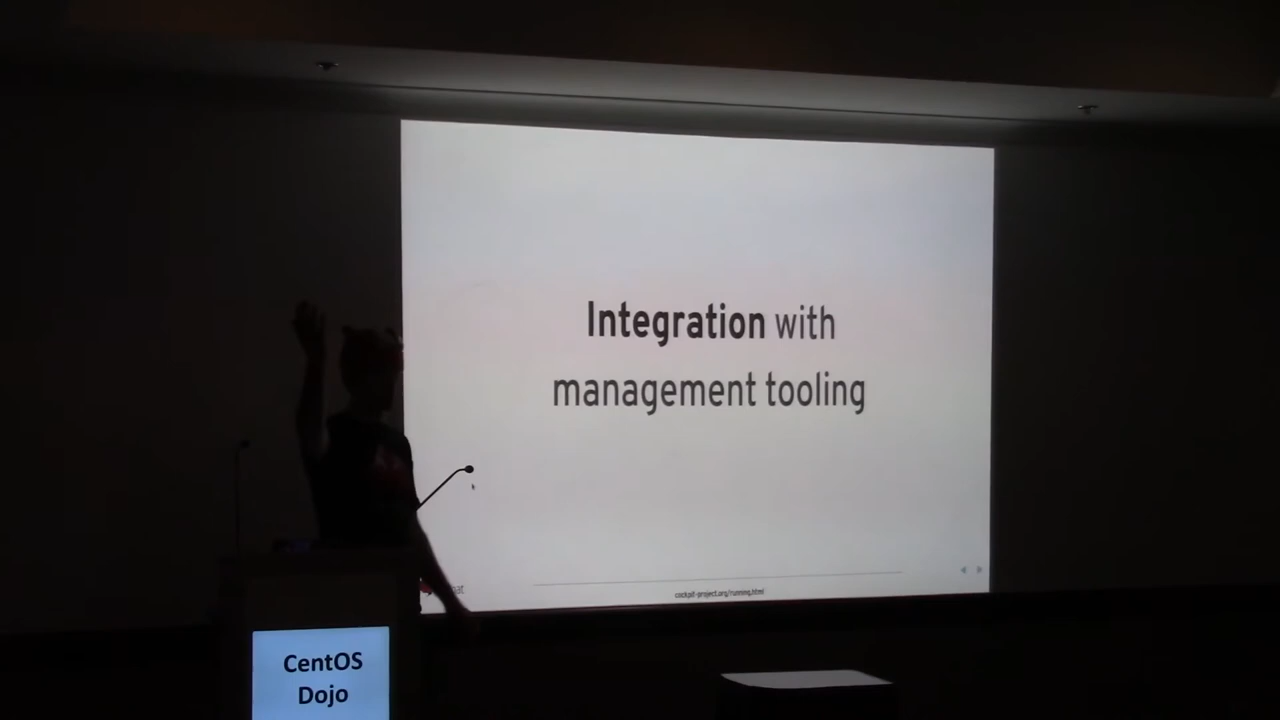 Integration with
management tooling
cockpit-project.org/running.html
CentOS
Dojo